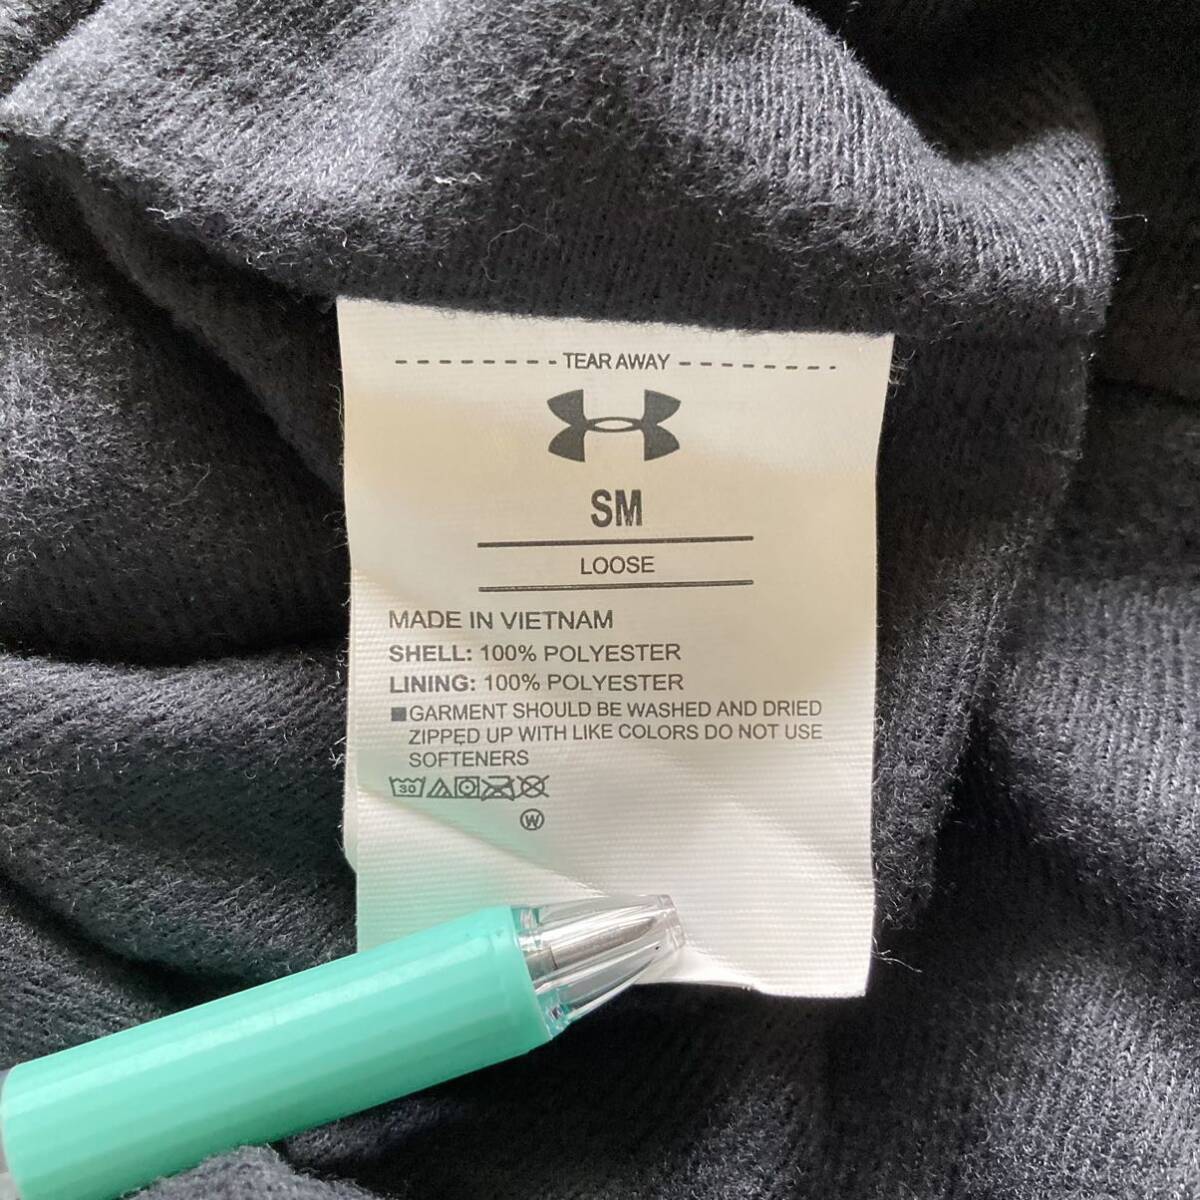 TEAR AWAY
SM
LOOSE
MADE IN VIETNAM
SHELL: 100% POLYESTER
LINING: 100% POLYESTER
■GARMENT SHOULD BE WASHED AND DRIED
ZIPPED UP WITH LIKE COLORS DO NOT USE
SOFTENERS
30
W